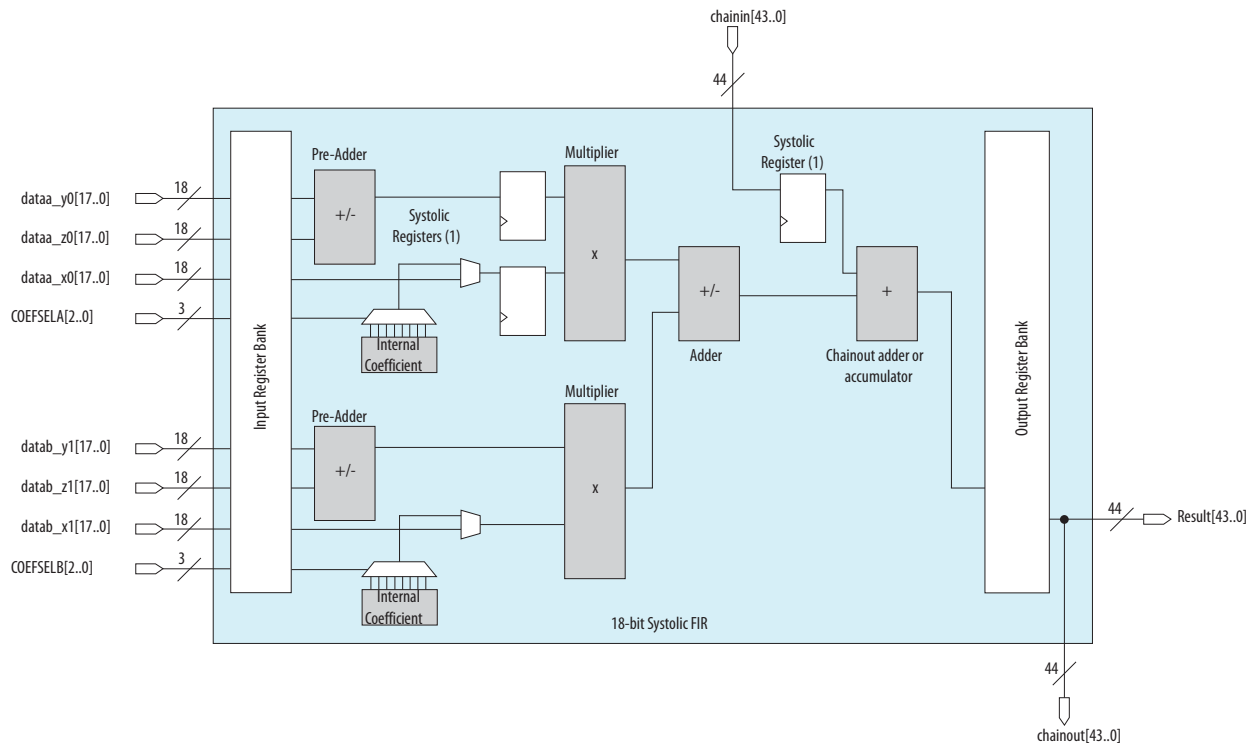 chainin[43..0]
44
Systolic
Register (1)
Multiplier
Pre-Adder
dataa_y0[17..0]
18
+/-
Systolic
Registers (1)
dataa_z0[17..0]
18
+
x
+/-
dataa_x0[17..0]
18
COEFSELA[2..0]
3
Internal
Coefficient
Adder
Chainout adder or
accumulator
Input Register Bank
Output Register Bank
Multiplier
Pre-Adder
datab_y1[17..0]
18
+/-
datab_z1[17..0]
18
x
datab_x1[17..0]
18
44
Result[43..0]
COEFSELB[2..0]
3
Internal
Coefficient
18-bit Systolic FIR
44
chainout[43..0]